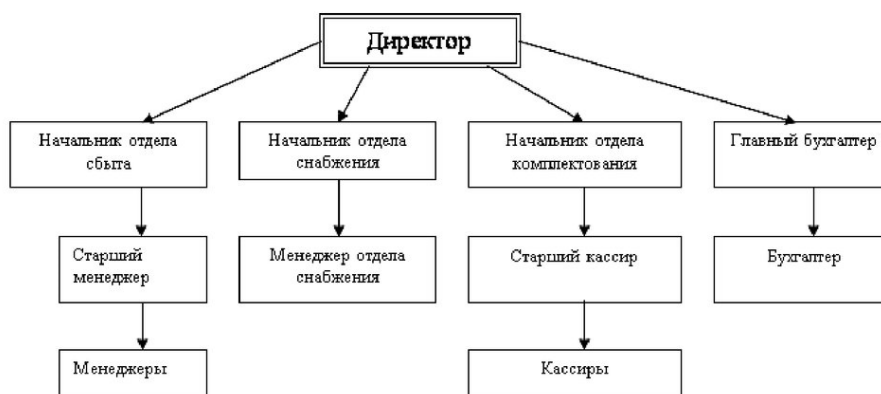 Директор
Начальник отдела
сбыта
Начальник отдела
снабжения
Начальник отдела
комплектования
Главный бухгалтер
Старший
менеджер
Менеджер отдела
снабжения
Старший кассир
Бухгалтер
Менеджеры
Кассиры